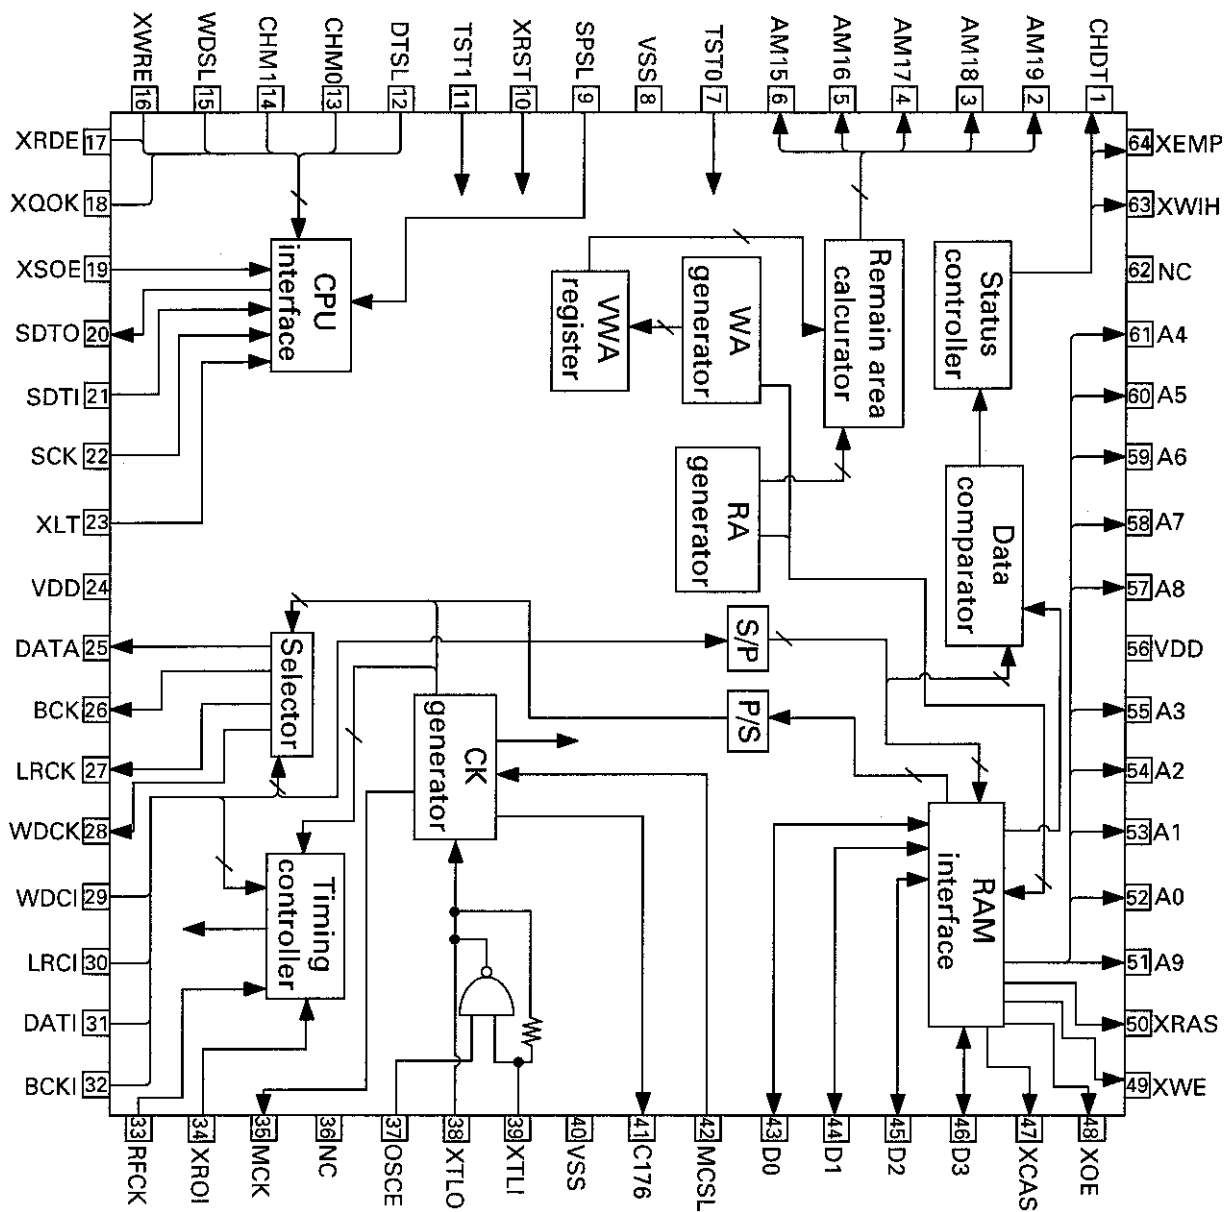 XWRE 16
WDSL 15
CHM1 14
CHM0 13
DTSL 12
TST1 11
XRST 10
SPSL 9
VSS 8
TST0 7
AM15 6
AM16 5
AM17 4
AM18 3
AM19 2
CHDT 1
17 XRDE
18 XQOK
19 XSOE
20 SDTO
21 SDTI
22 SCK
23 XLT
24 VDD
25 DATA
26 BCK
27 LRCK
28 WDCK
29 WDCI
30 LRCI
31 DATI
32 BCKI
64 XEMP
63 XWIH
62 NC
61 A4
60 A5
59 A6
58 A7
57 A8
56 VDD
55 A3
54 A2
53 A1
52 A0
51 A9
50 XRAS
49 XWE
CPU
interface
VWA
register
WA
generator
Remain area
calcurator
Status
controller
RA
generator
Data
comparator
S/P
P/S
Selector
CK
generator
Timing
controller
RAM
interface
33 RFCK
34 XROI
35 MCK
36 NC
37 OSCE
38 XTLO
39 XTLI
40 VSS
41 C176
42 MCSL
43 D0
44 D1
45 D2
46 D3
47 XCAS
48 XOE